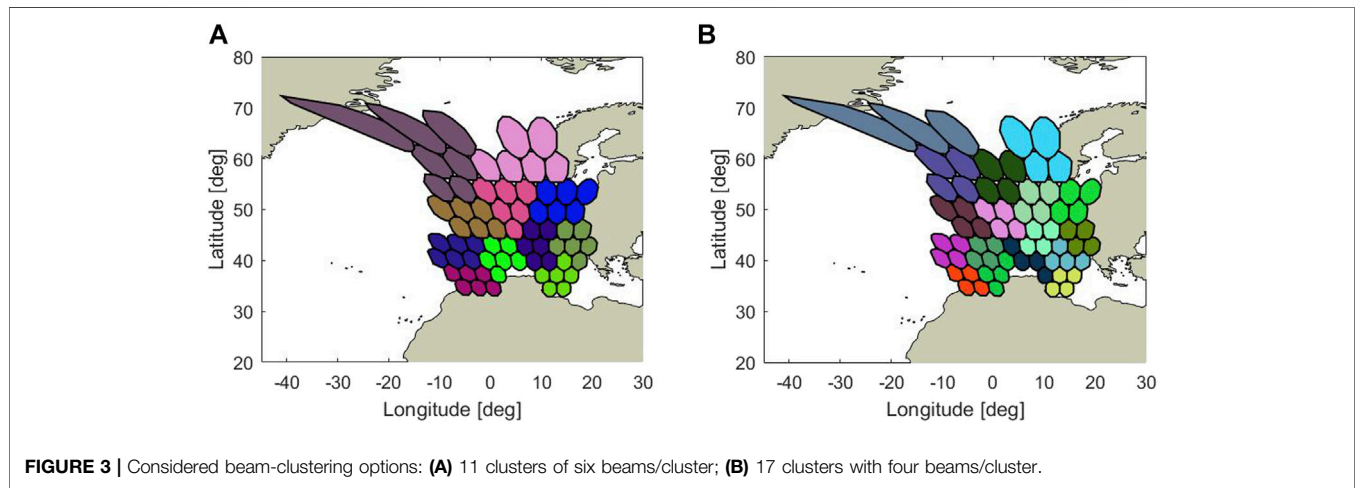 A
B
80
70
60
50
40
30
20
Latitude [deg]
-40 -30 -20 -10 0 10 20 30
Longitude [deg]
80
70
60
50
40
30
20
Latitude [deg]
-40 -30 -20 -10 0 10 20 30
Longitude [deg]
FIGURE 3 | Considered beam-clustering options: (A) 11 clusters of six beams/cluster; (B) 17 clusters with four beams/cluster.